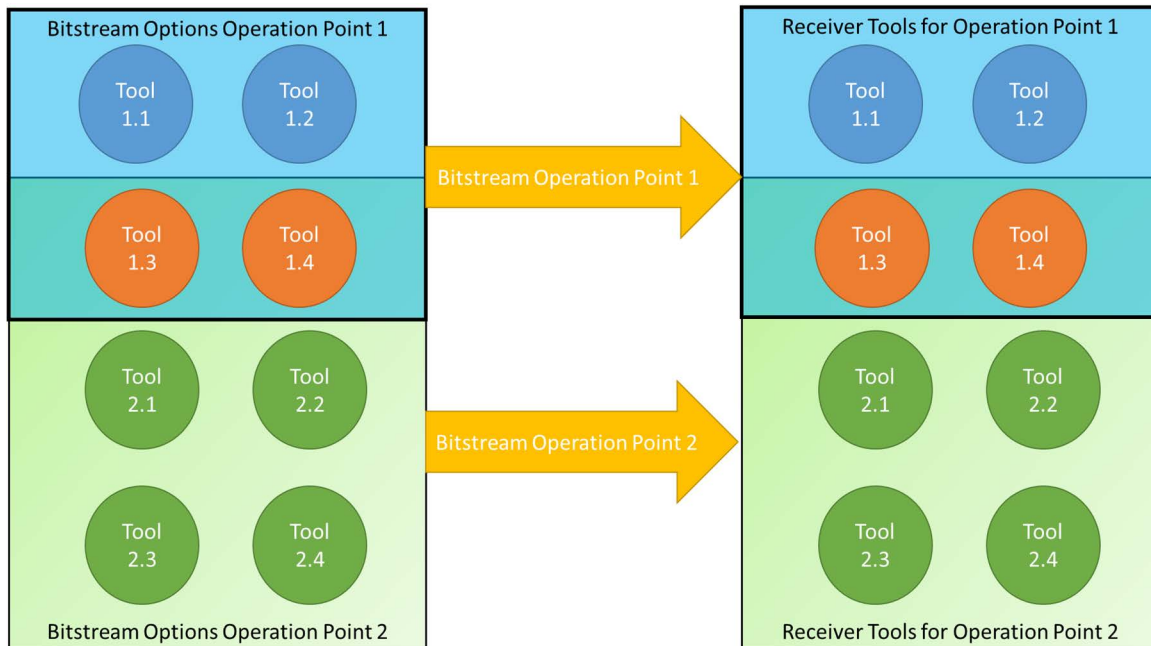 Bitstream Options Operation Point 1
Tool
1.1
Tool
1.2
Tool
1.3
Tool
1.4
Tool
2.1
Tool
2.2
Tool
2.3
Tool
2.4
Bitstream Options Operation Point 2
Bitstream Operation Point 1
Bitstream Operation Point 2
Receiver Tools for Operation Point 1
Tool
1.1
Tool
1.2
Tool
1.3
Tool
1.4
Tool
2.1
Tool
2.2
Tool
2.3
Tool
2.4
Receiver Tools for Operation Point 2